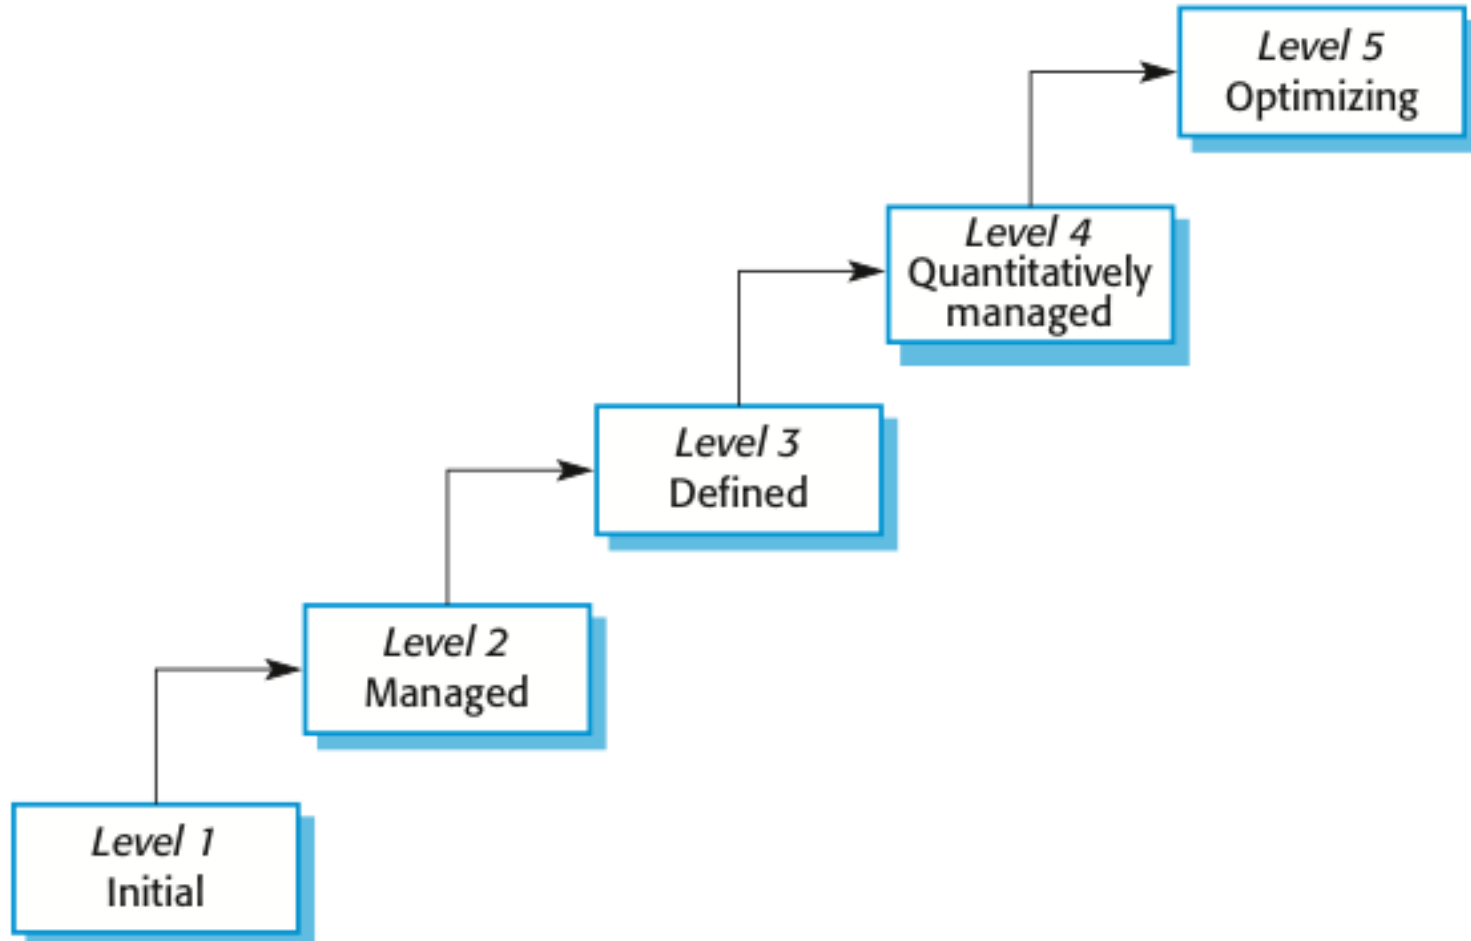 Level 5
Optimizing
Level 4
Quantitatively
managed
Level 3
Defined
Level 2
Managed
Level 1
Initial